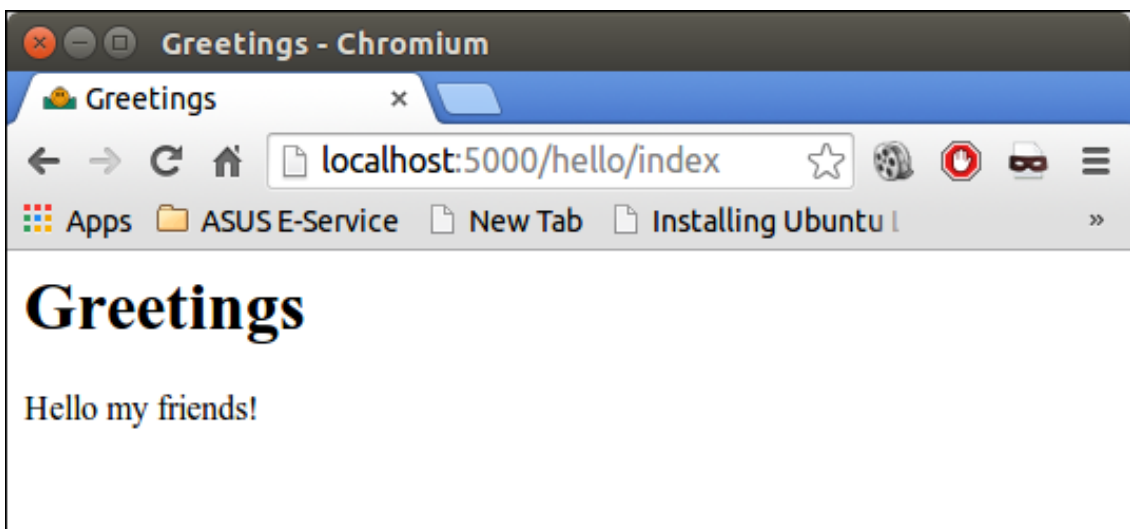 Greetings - Chromium
Greetings
localhost:5000/hello/index
Apps ASUS E-Service New Tab Installing Ubuntu L
Greetings
Hello my friends!